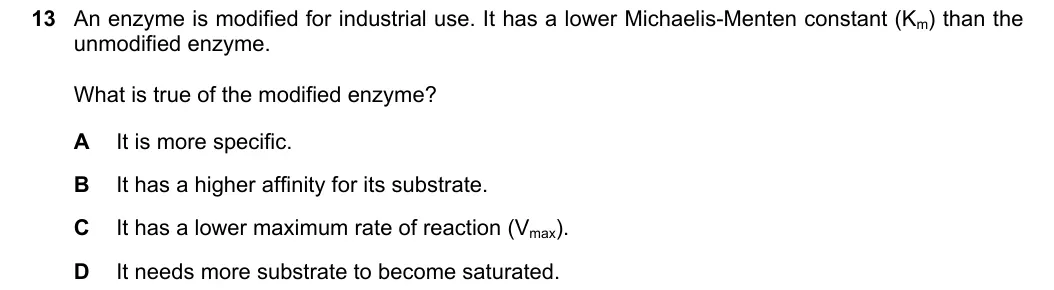 13 An enzyme is modified for industrial use. It has a lower Michaelis-Menten constant (Km) than the
unmodified enzyme.
What is true of the modified enzyme?
A It is more specific.
B It has a higher affinity for its substrate.
C It has a lower maximum rate of reaction (Vmax).
D It needs more substrate to become saturated.